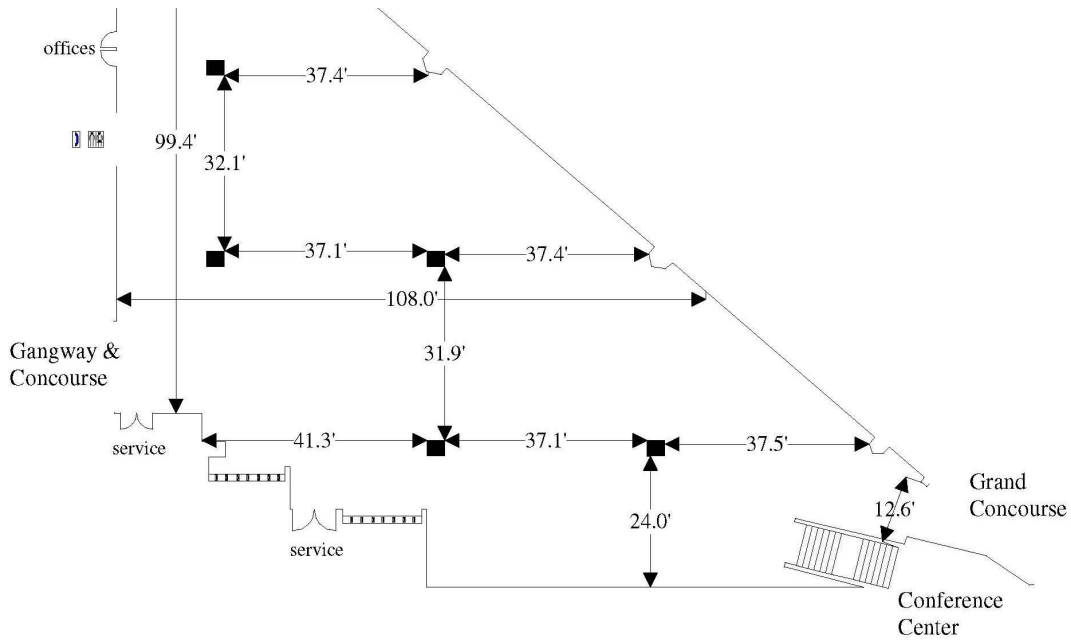 offices
37.4'
99.4'
32.1'
37.1'
37.4'
108.0'
Gangway &
Concourse
31.9'
service
41.3'
37.1'
37.5'
Grand
Concourse
12.6'
24.0'
service
Conference
Center